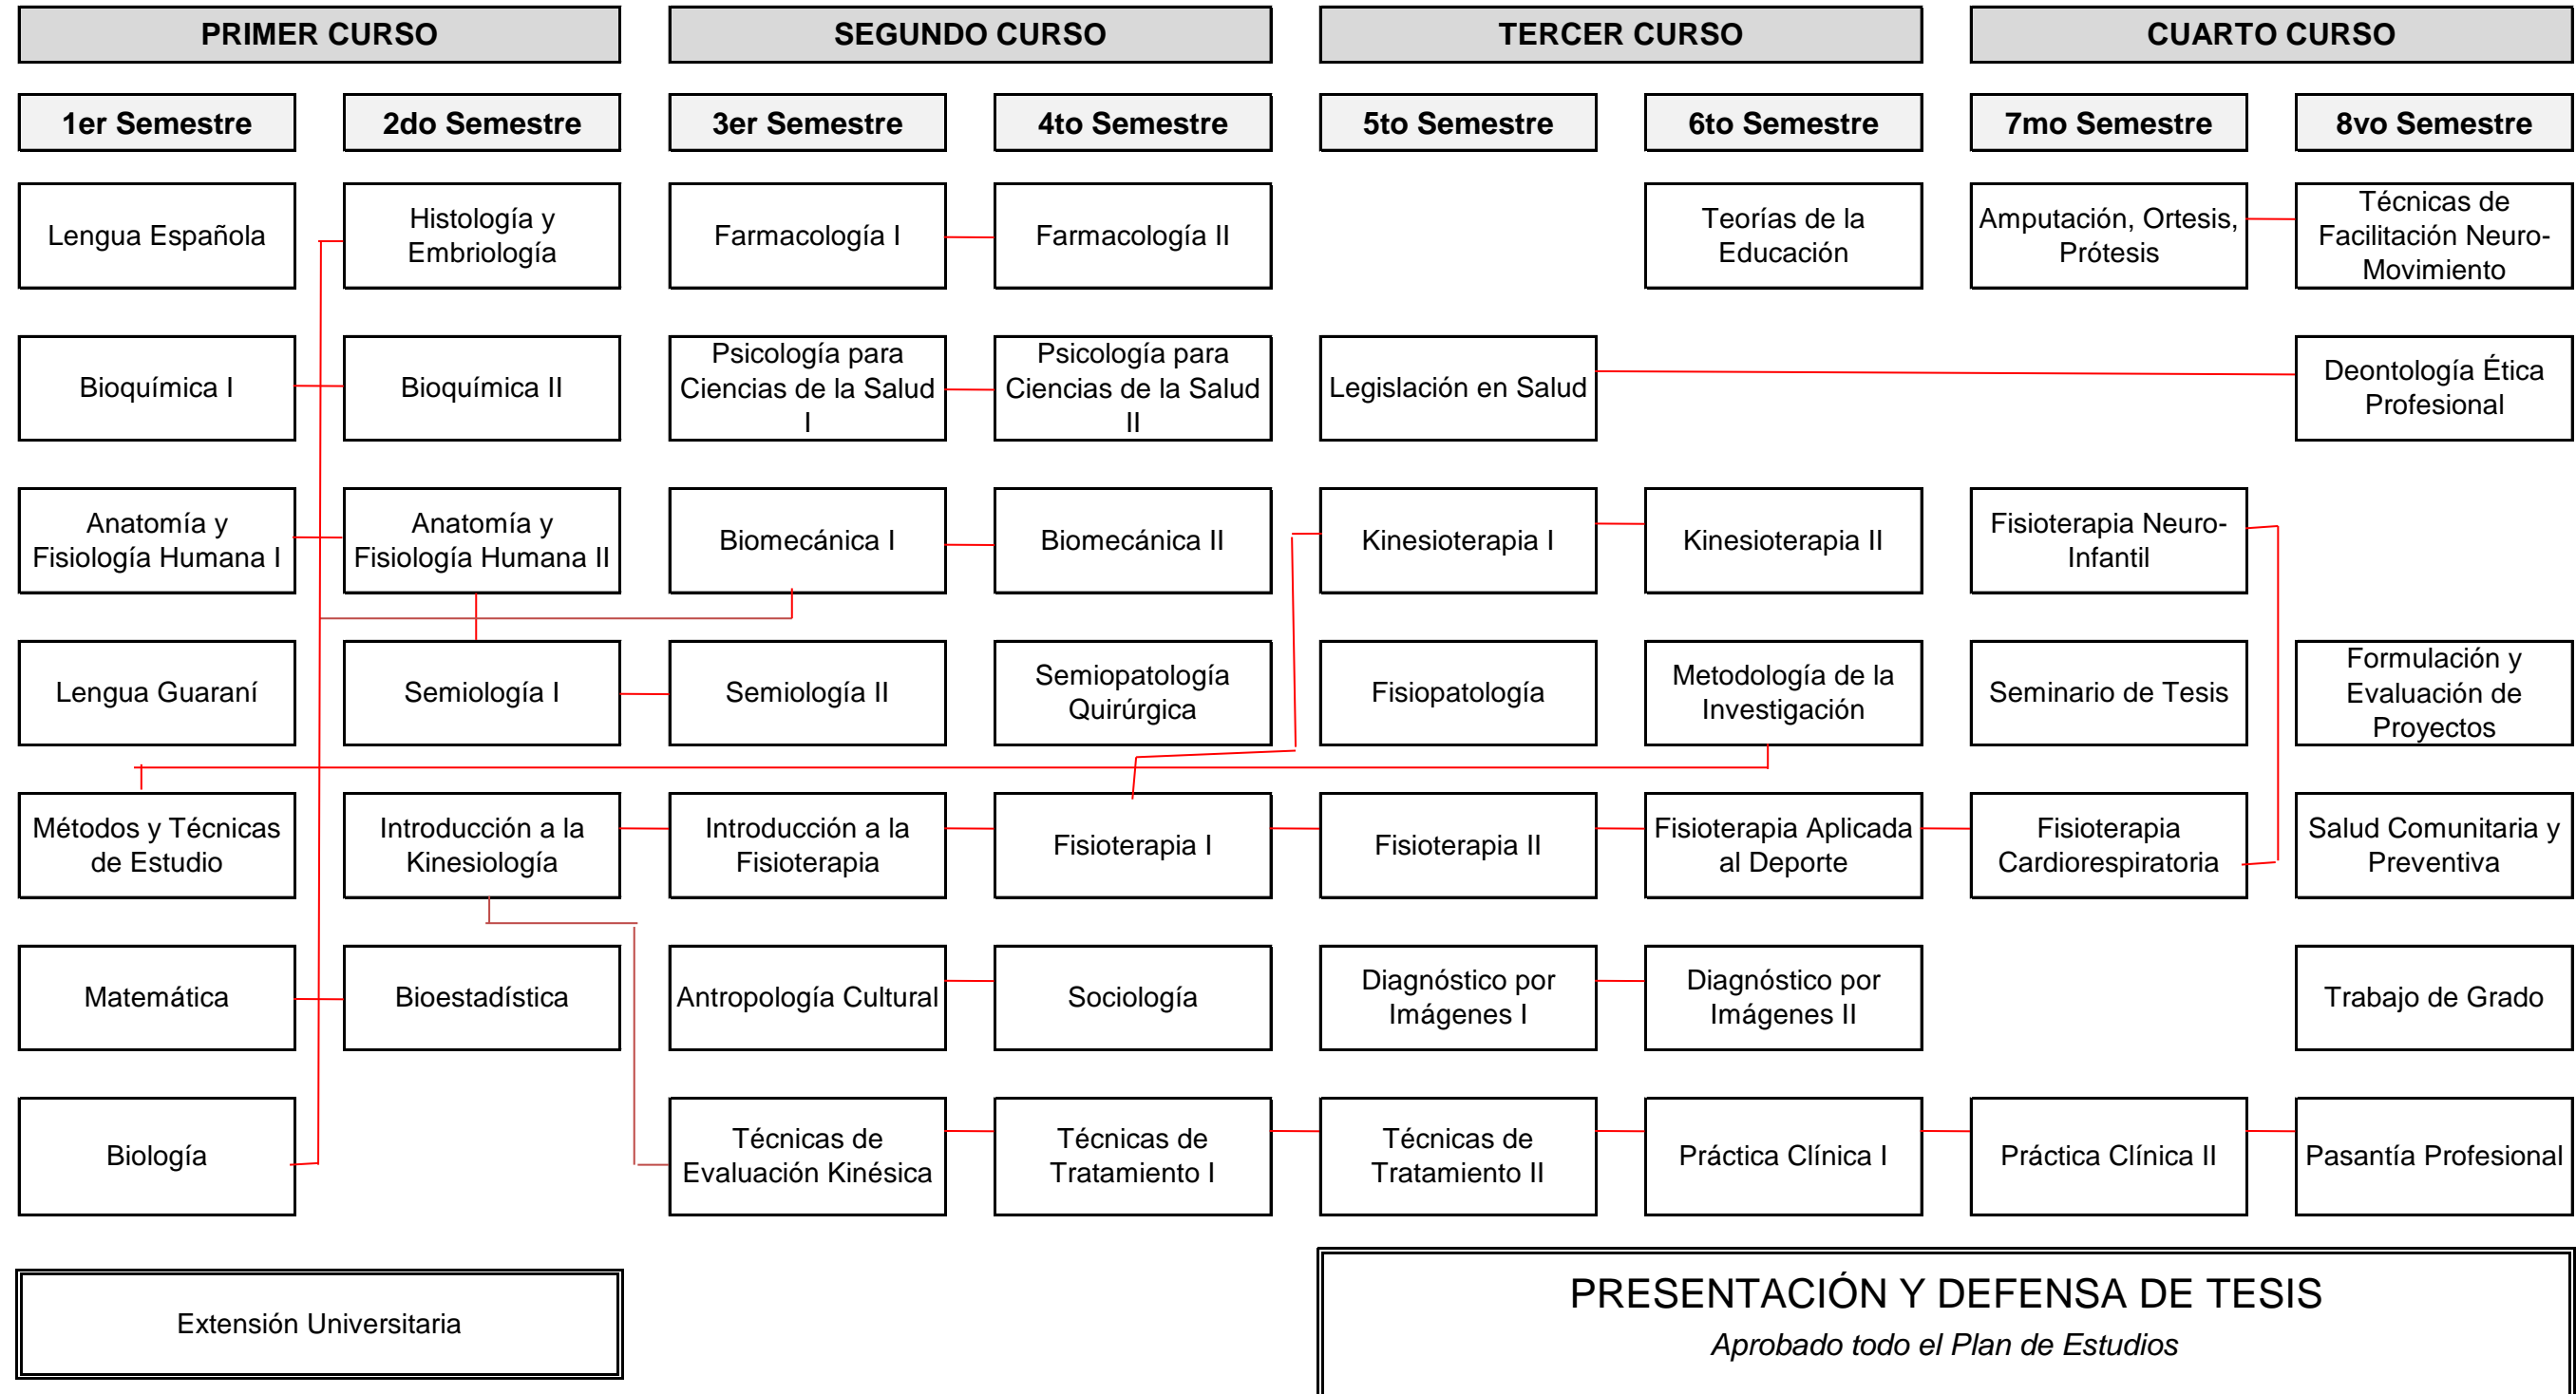 PRIMER CURSO
SEGUNDO CURSO
TERCER CURSO
CUARTO CURSO
1er Semestre
2do Semestre
3er Semestre
4to Semestre
5to Semestre
6to Semestre
7mo Semestre
8vo Semestre
Lengua Española
Histología y
Embriología
Farmacología I
Farmacología II
Teorías de la
Educación
Amputación, Ortesis,
Prótesis
Técnicas de
Facilitación Neuro-
Movimiento
Bioquímica I
Bioquímica II
Psicología para
Ciencias de la Salud
I
Psicología para
Ciencias de la Salud
II
Legislación en Salud
Deontología Ética
Profesional
Anatomía y
Fisiología Humana I
Anatomía y
Fisiología Humana II
Biomecánica I
Biomecánica II
Kinesioterapia I
Kinesioterapia II
Fisioterapia Neuro-
Infantil
Lengua Guaraní
Semiología I
Semiología II
Semiopatología
Quirúrgica
Fisiopatología
Metodología de la
Investigación
Seminario de Tesis
Formulación y
Evaluación de
Proyectos
Métodos y Técnicas
de Estudio
Introducción a la
Kinesiología
Introducción a la
Fisioterapia
Fisioterapia I
Fisioterapia II
Fisioterapia Aplicada
al Deporte
Fisioterapia
Cardiorespiratoria
Salud Comunitaria y
Preventiva
Matemática
Bioestadística
Antropología Cultural
Sociología
Diagnóstico por
Imágenes I
Diagnóstico por
Imágenes II
Trabajo de Grado
Biología
Técnicas de
Evaluación Kinésica
Técnicas de
Tratamiento I
Técnicas de
Tratamiento II
Práctica Clínica I
Práctica Clínica II
Pasantía Profesional
Extensión Universitaria
PRESENTACIÓN Y DEFENSA DE TESIS
Aprobado todo el Plan de Estudios